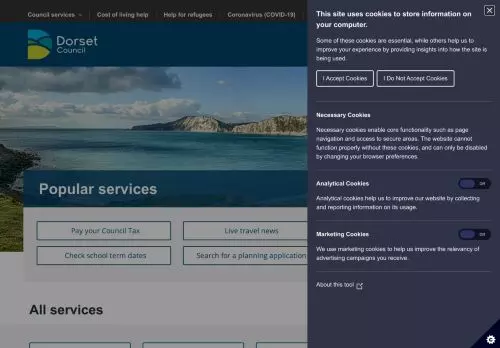 Council services
Cost of living help
Help for refugees
Coronavirus (COVID-19)
Dorset
Council
Popular services
Pay your Council Tax
Live travel news
Check school term dates
Search for a planning application
All services
This site uses cookies to store information on
your computer.
Some of these cookies are essential, while others help us to
improve your experience by providing insights into how the site is
being used.
I Accept Cookies
I Do Not Accept Cookies
Necessary Cookies
Necessary cookies enable core functionality such as page
navigation and access to secure areas. The website cannot
function properly without these cookies, and can only be disabled
by changing your browser preferences.
Analytical Cookies
Off
Analytical cookies help us to improve our website by collecting
and reporting information on its usage.
Marketing Cookies
Off
We use marketing cookies to help us improve the relevancy of
advertising campaigns you receive.
About this tool